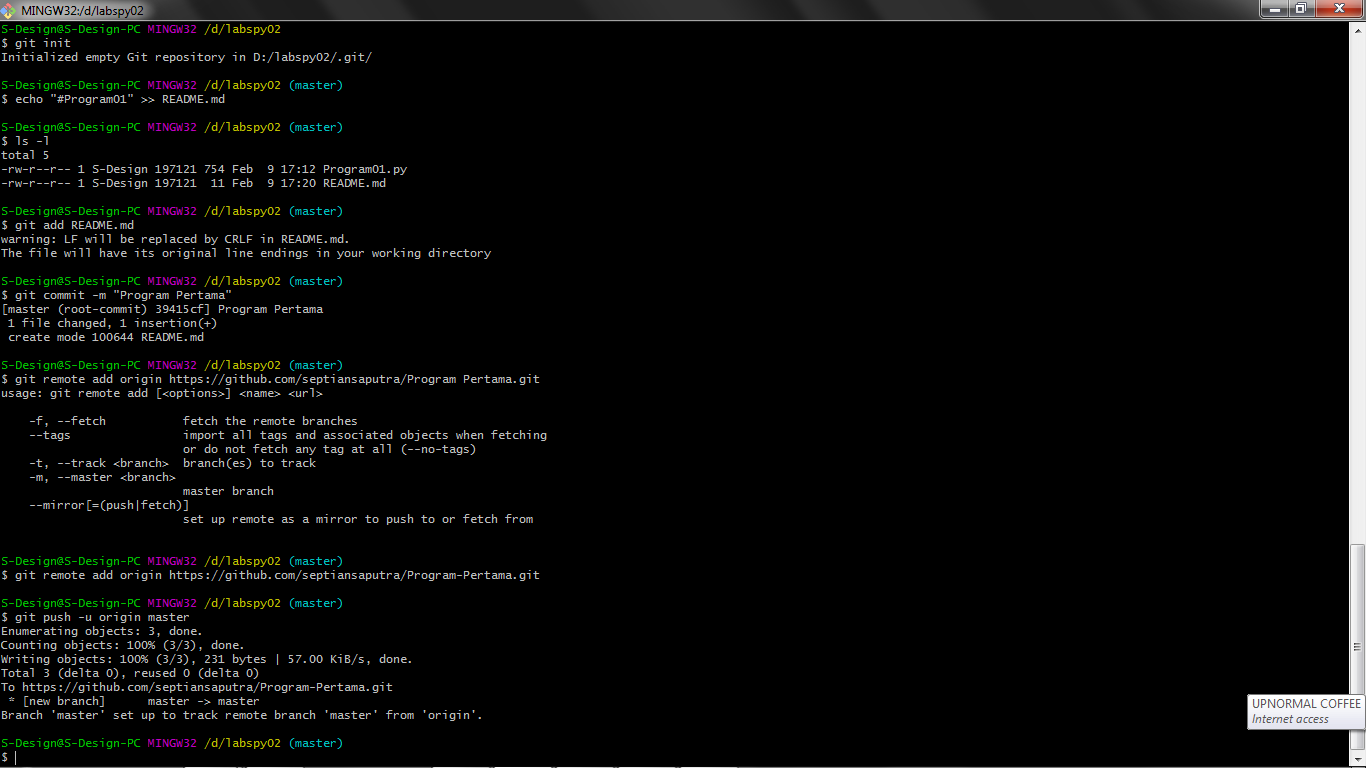 MINGW32:/d/labspy02
S-Design@S-Design-PC MINGW32 /d/labspy02
$ git init
Initialized empty Git repository in D:/labspy02/.git/
S-Design@S-Design-PC MINGW32 /d/labspy02 (master)
$ echo "#Program01" >> README.md
S-Design@S-Design-PC MINGW32 /d/labspy02 (master)
$ ls -l
total 5
-rw-r--r-- 1 S-Design 197121 754 Feb  9 17:12 Program01.py
-rw-r--r-- 1 S-Design 197121  11 Feb  9 17:20 README.md
S-Design@S-Design-PC MINGW32 /d/labspy02 (master)
$ git add README.md
warning: LF will be replaced by CRLF in README.md.
The file will have its original line endings in your working directory
S-Design@S-Design-PC MINGW32 /d/labspy02 (master)
$ git commit -m "Program Pertama"
[master (root-commit) 39415cf] Program Pertama
 1 file changed, 1 insertion(+)
 create mode 100644 README.md
S-Design@S-Design-PC MINGW32 /d/labspy02 (master)
$ git remote add origin https://github.com/septiansaputra/Program Pertama.git
usage: git remote add [<options>] <name> <url>
    -f, --fetch           fetch the remote branches
    --tags                import all tags and associated objects when fetching
                          or do not fetch any tag at all (--no-tags)
    -t, --track <branch>  branch(es) to track
    -m, --master <branch>
                          master branch
    --mirror[=(push|fetch)]
                          set up remote as a mirror to push to or fetch from
S-Design@S-Design-PC MINGW32 /d/labspy02 (master)
$ git remote add origin https://github.com/septiansaputra/Program-Pertama.git
S-Design@S-Design-PC MINGW32 /d/labspy02 (master)
$ git push -u origin master
Enumerating objects: 3, done.
Counting objects: 100% (3/3), done.
Writing objects: 100% (3/3), 231 bytes | 57.00 KiB/s, done.
Total 3 (delta 0), reused 0 (delta 0)
To https://github.com/septiansaputra/Program-Pertama.git
 * [new branch]      master -> master
Branch 'master' set up to track remote branch 'master' from 'origin'.
S-Design@S-Design-PC MINGW32 /d/labspy02 (master)
$
UPNORMAL COFFEE
Internet access